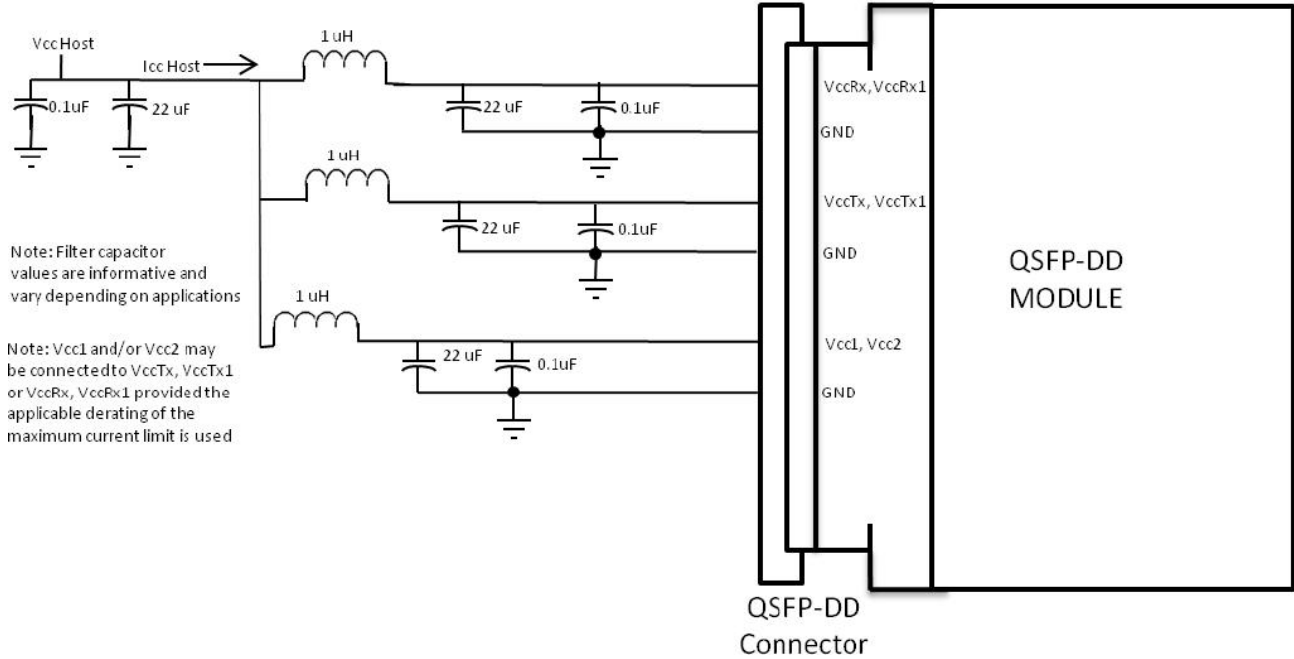 1 uH
Vcc Host
Icc Host
0.1uF
22 uF
22 uF
0.1uF
VccRx, VccRx1
GND
1 uH
22 uF
0.1uF
VccTx, VccTx1
GND
Note: Filter capacitor
values are informative and
vary depending on applications
QSFP-DD
MODULE
1 uH
Note: Vcc1 and/or Vcc2 may
be connected to VccTx, VccTx1
or VccRx, VccRx1 provided the
applicable derating of the
maximum current limit is used
22 uF
0.1uF
Vcc1, Vcc2
GND
QSFP-DD
Connector